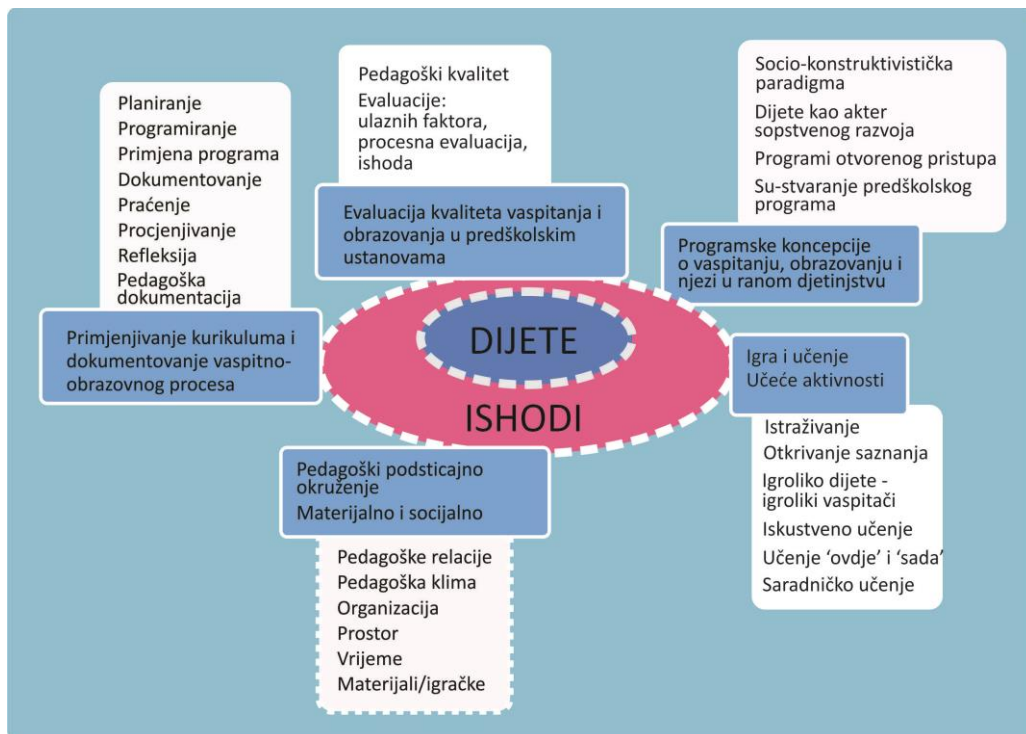 Planiranje
Programiranje
Primjena programa
Dokumentovanje
Praćenje
Procjenjivanje
Refleksija
Pedagoška
dokumentacija
Primjenjivanje kurikuluma i
dokumentovanje vaspitno-
obrazovnog procesa
Pedagoški kvalitet
Evaluacije:
ulaznih faktora,
procesna evaluacija,
ishoda
Evaluacija kvaliteta vaspitanja i
obrazovanja u predškolskim
ustanovama
Socio-konstruktivistička
paradigma
Dijete kao akter
sopstvenog razvoja
Programi otvorenog pristupa
Su-stvaranje predškolskog
programa
Programske koncepcije
o vaspitanju, obrazovanju i
njezi u ranom djetinjstvu
DIJETE
ISHODI
Igra i učenje
Učeće aktivnosti
Istraživanje
Otkrivanje saznanja
Igroliko dijete -
igroliki vaspitači
Iskustveno učenje
Učenje ‘ovdje’ i ‘sada’
Saradničko učenje
Pedagoški podsticajno
okruženje
Materijalno i socijalno
Pedagoške relacije
Pedagoška klima
Organizacija
Prostor
Vrijeme
Materijali/igračke